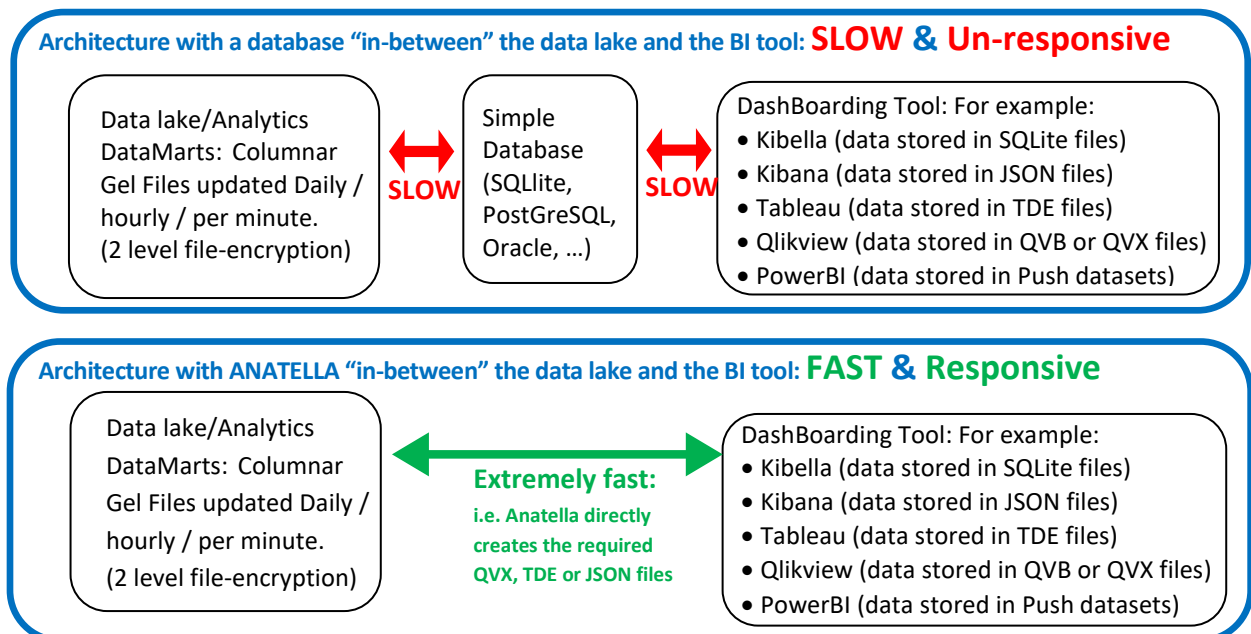 Architecture with a database “in-between” the data lake and the BI tool: SLOW & Un-responsive
Data lake/Analytics
DataMarts: Columnar
Gel Files updated Daily /
hourly / per minute.
(2 level file-encryption)
SLOW
Simple
Database
(SQLlite,
PostGreSQL,
Oracle, …)
SLOW
DashBoarding Tool: For example:
• Kibella (data stored in SQLite files)
• Kibana (data stored in JSON files)
• Tableau (data stored in TDE files)
• Qlikview (data stored in QVB or QVX files)
• PowerBI (data stored in Push datasets)
Architecture with ANATELLA “in-between” the data lake and the BI tool: FAST & Responsive
Data lake/Analytics
DataMarts: Columnar
Gel Files updated Daily /
hourly / per minute.
(2 level file-encryption)
Extremely fast:
i.e. Anatella directly
creates the required
QVX, TDE or JSON files
DashBoarding Tool: For example:
• Kibella (data stored in SQLite files)
• Kibana (data stored in JSON files)
• Tableau (data stored in TDE files)
• Qlikview (data stored in QVB or QVX files)
• PowerBI (data stored in Push datasets)